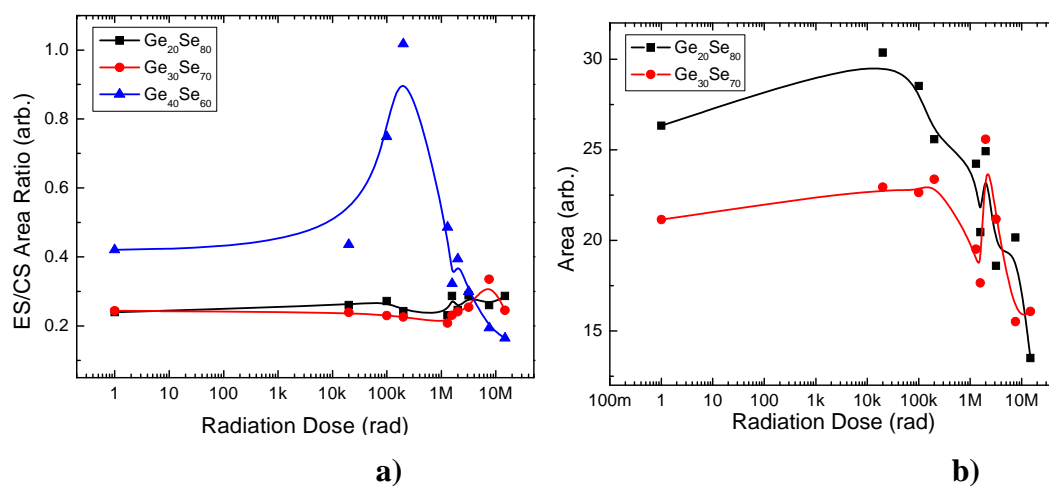 ES/CS Area Ratio (arb.)
1.0
0.8
0.6
0.4
0.2
Ge20Se80
Ge30Se70
Ge40Se60
1 10 100 1k 10k 100k 1M 10M
Radiation Dose (rad)
a)
Area (arb.)
30
25
20
15
Ge20Se80
Ge30Se70
100m 1 10 100 1k 10k 100k 1M 10M
Radiation Dose (rad)
b)